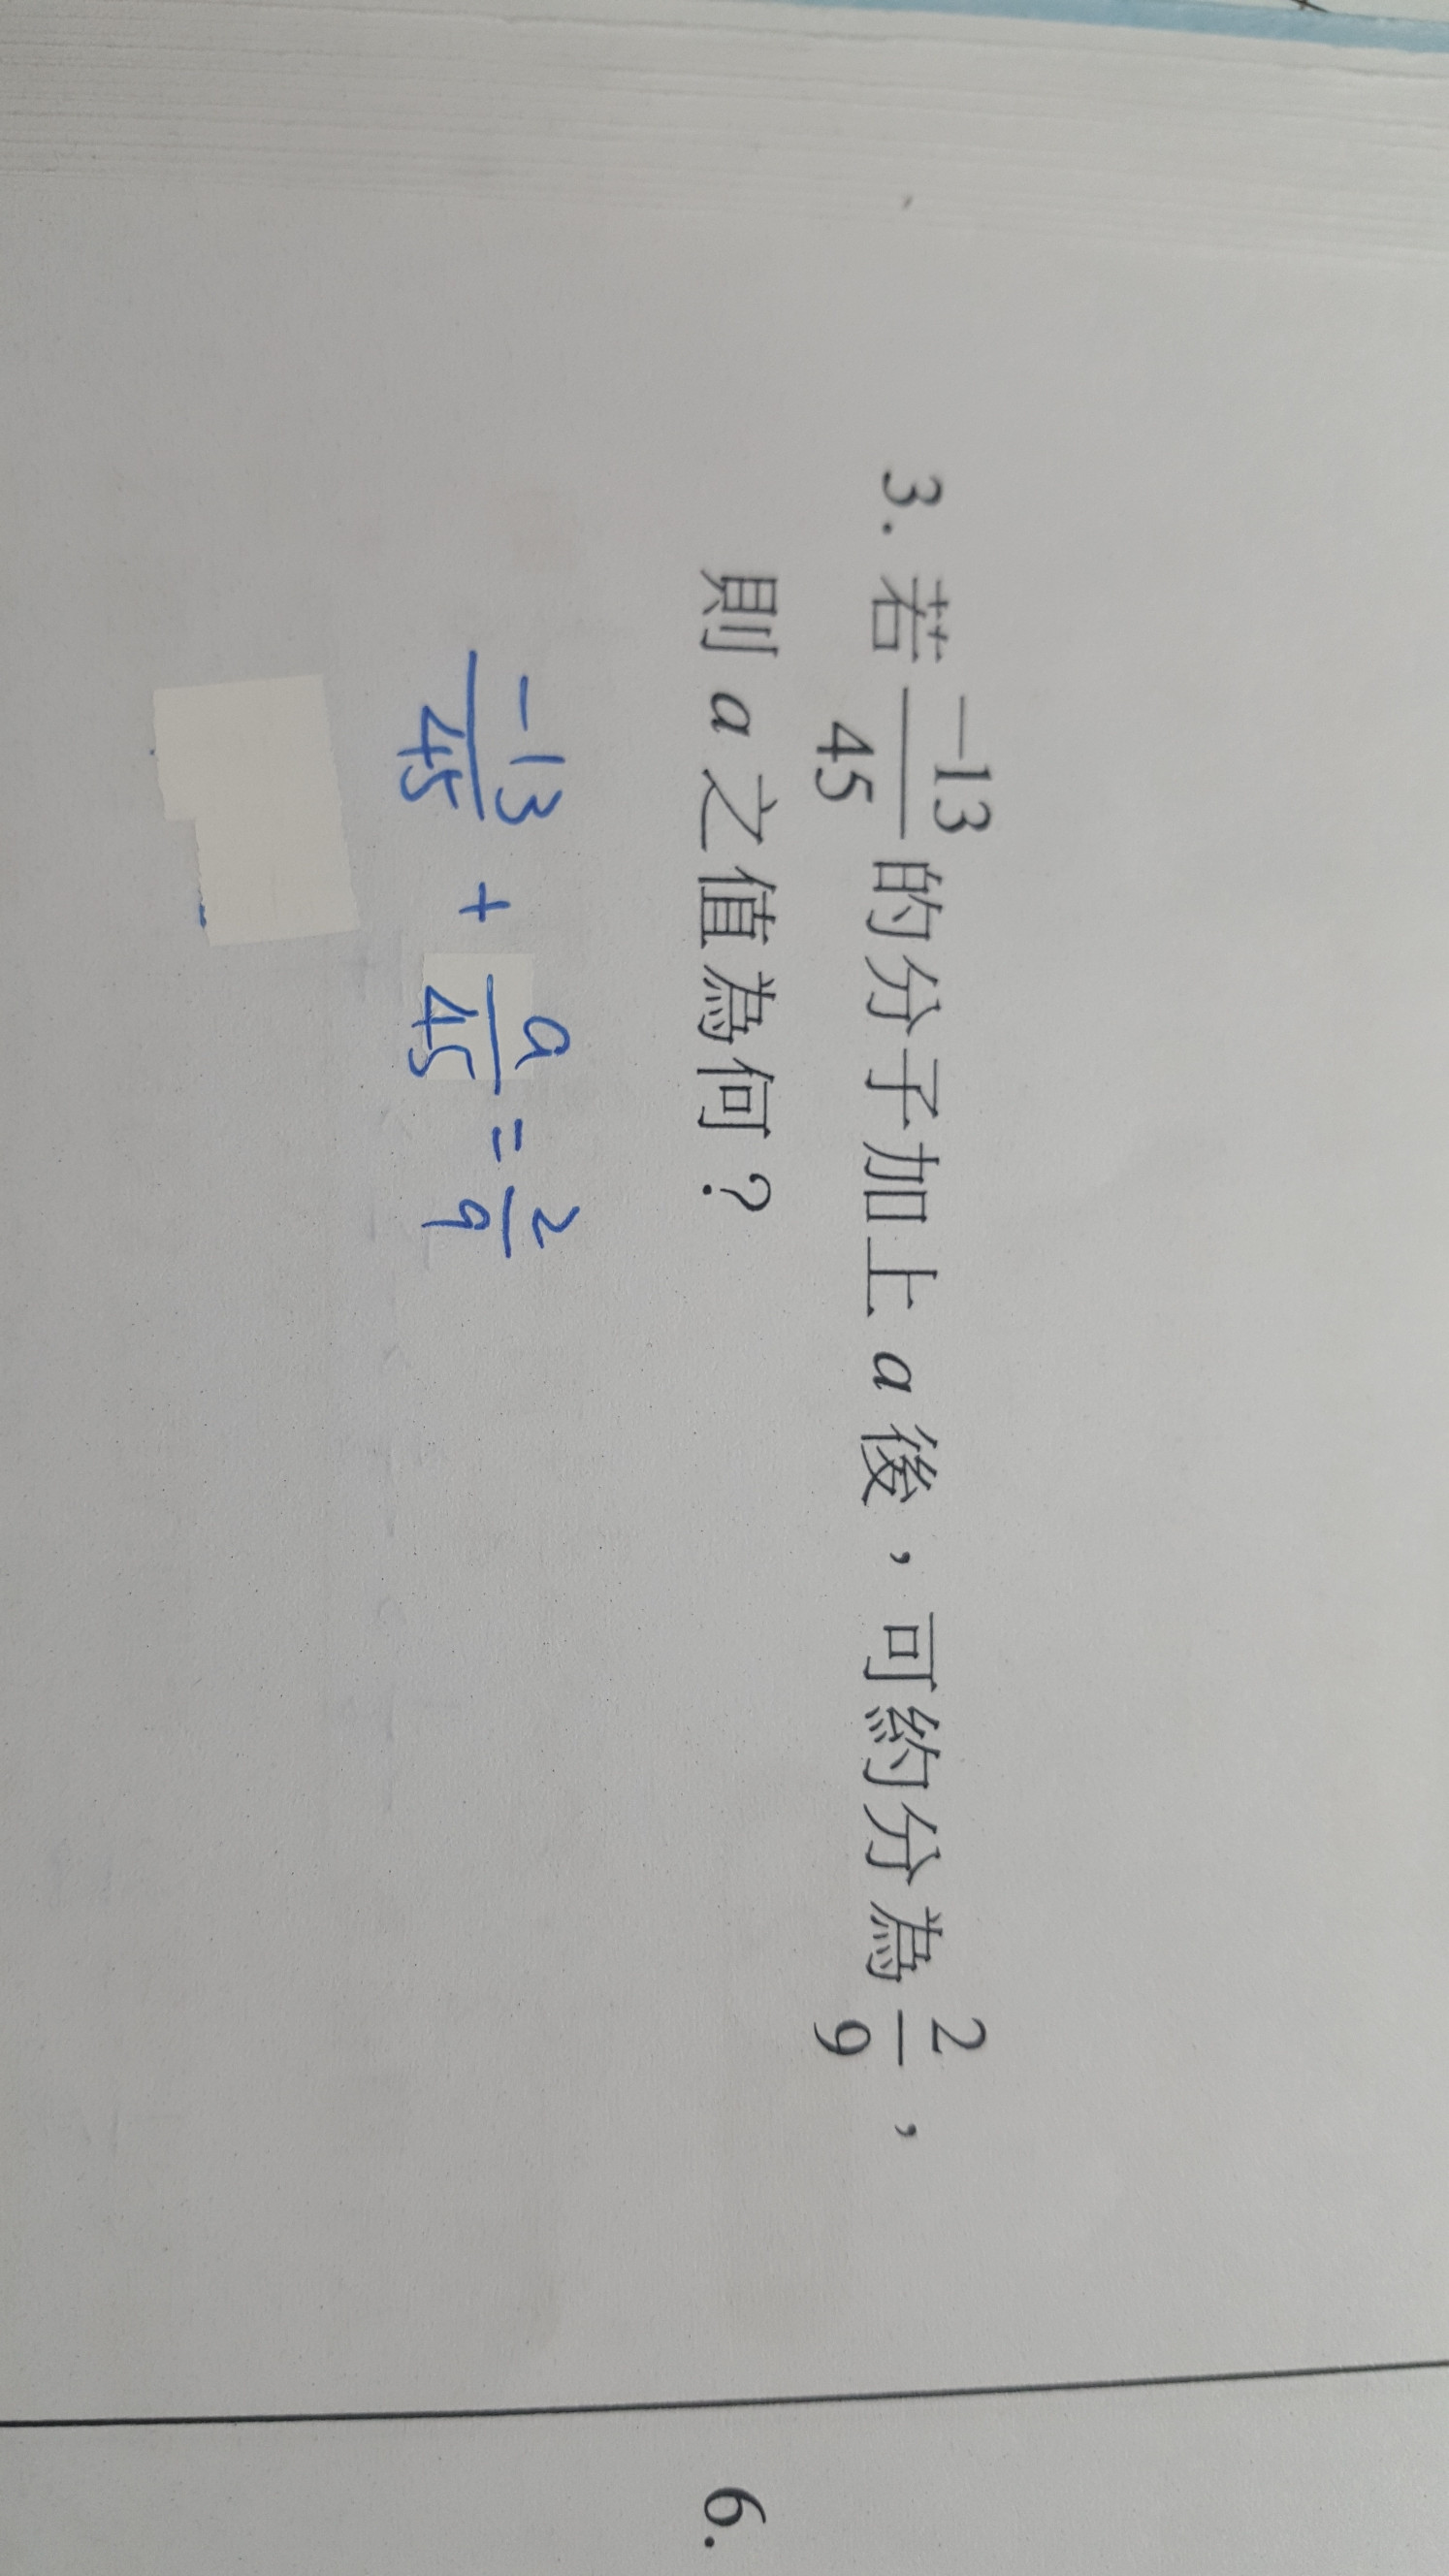 3. 若 -13/45 的分子加上 a 後，可約分為 2/9，
則 a 之值為何？
-13/45 + a/45 = 2/9
6.